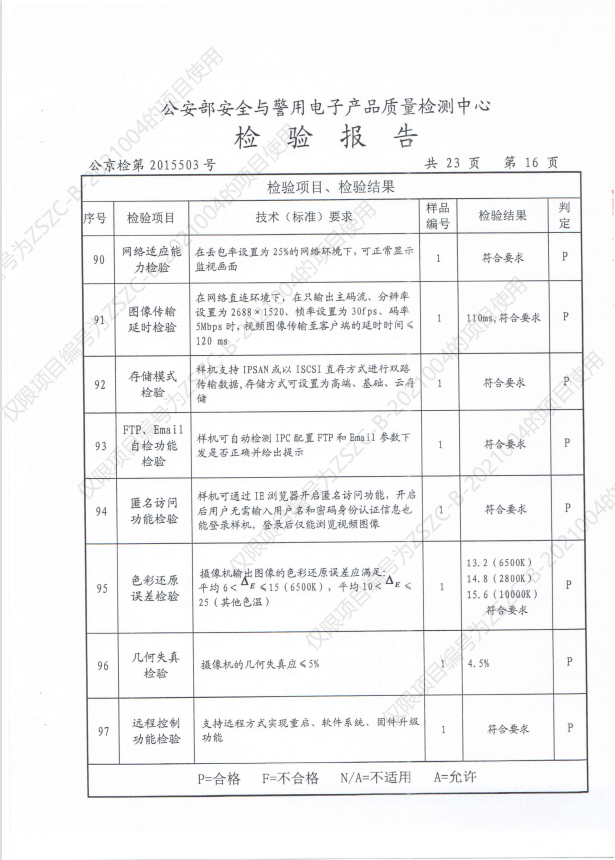 公安部安全与警用电子产品质量检测中心
检 验 报 告
公京检第 2015503 号 共 23 页 第 16 页
检验项目、检验结果
序号 检验项目 技术（标准）要求 样品编号 检验结果 判定
90 网络适应能力检验 在丢包率设置为 25%的网络环境下，可正常显示
监视画面 1 符合要求 P
91 图像传输延时检验 在网络直连环境下，在只输出主码流、分辨率
设置为 2688×1520、帧率设置为 30fps、码率
5Mbps 时，视频图像传输至客户端的延时时间≤
120 ms 1 110ms,符合要求 P
92 存储模式检验 样机支持 IPSAN 或以 ISCSI 直存方式进行双路
传输数据,存储方式可设置为高端、基础、云存
储 1 符合要求 P
93 FTP、Email自检功能检验 样机可自动检测 IPC 配置 FTP 和 Email 参数下
发是否正确并给出提示 1 符合要求 P
94 匿名访问功能检验 样机可通过 IE 浏览器开启匿名访问功能，开启
后用户无需输入用户名和密码身份认证信息也
能登录样机，登录后仅能浏览视频图像 1 符合要求 P
95 色彩还原误差检验 摄像机输出图像的色彩还原误差应满足:
平均 6<ΔE≤15（6500K），平均 10<ΔE≤
25（其他色温） 1 13.2（6500K）
14.8（2800K）
15.6（10000K）
符合要求 P
96 几何失真检验 摄像机的几何失真应≤5% 1 4.5% P
97 远程控制功能检验 支持远程方式实现重启、软件系统、固件升级
功能 1 符合要求 P
P=合格 F=不合格 N/A=不适用 A=允许
仅限项目编号为ZSZC-B-2021004的项目使用